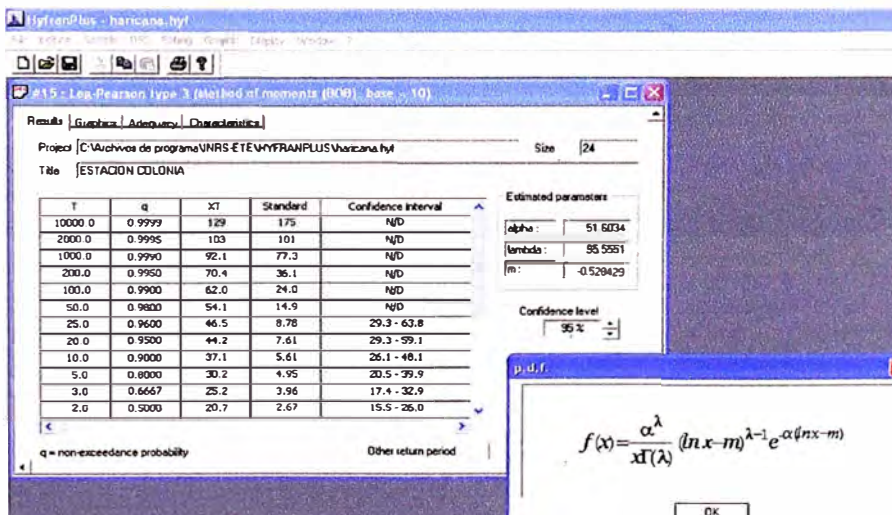 HyfranPlus - haricana.hyf
#15 : Log-Pearson type 3 (Method of moments (BOB), base = 10)
Results Graphics Adequacy Characteristics
Project C:\Archivos de programa\INRS-ETE\HYFRANPLUS\haricana.hyf Size 24
Title ESTACION COLONIA
T q XT Standard Confidence interval
10000.0 0.9999 129 175 N/D
2000.0 0.9995 103 101 N/D
1000.0 0.9990 92.1 77.3 N/D
200.0 0.9950 70.4 36.1 N/D
100.0 0.9900 62.0 24.0 N/D
50.0 0.9800 54.1 14.9 N/D
25.0 0.9600 46.5 8.78 29.3 - 63.8
20.0 0.9500 44.2 7.61 29.3 - 59.1
10.0 0.9000 37.1 5.61 26.1 - 48.1
5.0 0.8000 30.2 4.95 20.5 - 39.9
3.0 0.6667 25.2 3.96 17.4 - 32.9
2.0 0.5000 20.7 2.67 15.5 - 26.0
q = non-exceedance probability Other return period
Estimated parameters
alpha : 51.6034
lambda : 95.5551
m : -0.528429
Confidence level
95 %
p.d.f.
f(x)=α^λ/xΓ(λ) (ln x–m)^λ–1 e^-α(ln x–m)
OK